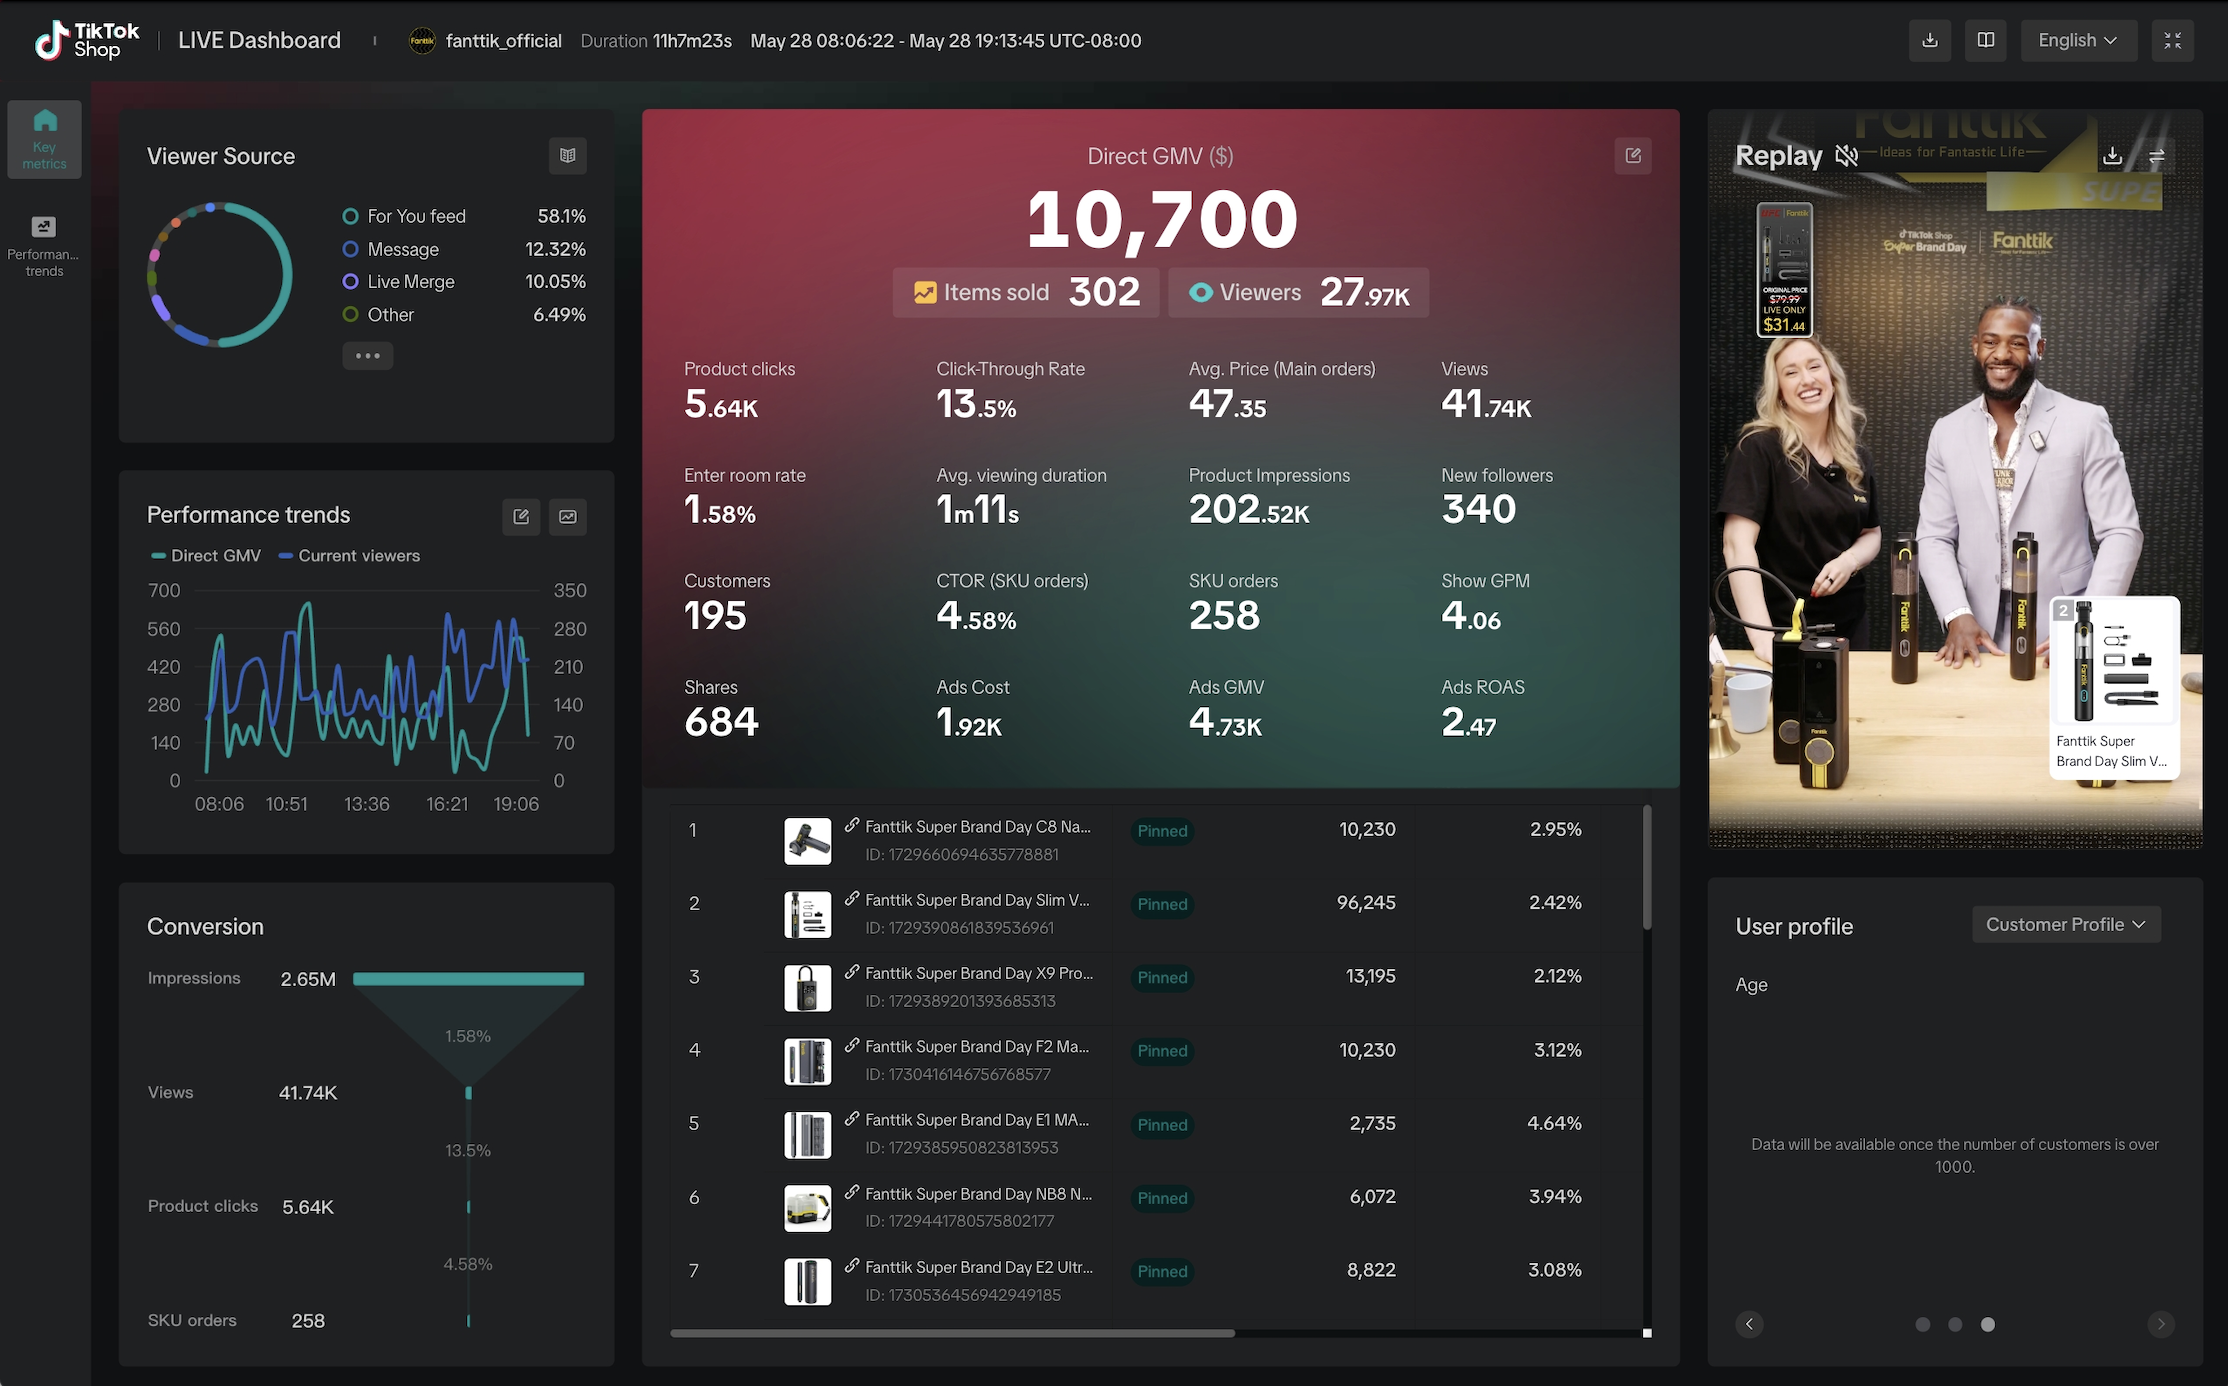 TikTok Shop
LIVE Dashboard
Fanttik
fanttik_official
Duration 11h7m23s
May 28 08:06:22 - May 28 19:13:45 UTC-08:00
English
Key metrics
Performan...
trends
Viewer Source
For You feed 58.1%
Message 12.32%
Live Merge 10.05%
Other 6.49%
Performance trends
Direct GMV Current viewers
700 350
560 280
420 210
280 140
140 70
0 0
08:06 10:51 13:36 16:21 19:06
Conversion
Impressions 2.65M
1.58%
Views 41.74K
13.5%
Product clicks 5.64K
4.58%
SKU orders 258
Direct GMV ($)
10,700
Items sold 302
Viewers 27.97K
Product clicks
5.64K
Click-Through Rate
13.5%
Avg. Price (Main orders)
47.35
Views
41.74K
Enter room rate
1.58%
Avg. viewing duration
1m11s
Product Impressions
202.52K
New followers
340
Customers
195
CTOR (SKU orders)
4.58%
SKU orders
258
Show GPM
4.06
Shares
684
Ads Cost
1.92K
Ads GMV
4.73K
Ads ROAS
2.47
1 Fanttik Super Brand Day C8 Na... Pinned 10,230 2.95%
ID: 1729660694635778881
2 Fanttik Super Brand Day Slim V... Pinned 96,245 2.42%
ID: 1729390861839536961
3 Fanttik Super Brand Day X9 Pro... Pinned 13,195 2.12%
ID: 1729389201393685313
4 Fanttik Super Brand Day F2 Ma... Pinned 10,230 3.12%
ID: 1730416146756768577
5 Fanttik Super Brand Day E1 MA... Pinned 2,735 4.64%
ID: 1729385950823813953
6 Fanttik Super Brand Day NB8 N... Pinned 6,072 3.94%
ID: 1729441780575802177
7 Fanttik Super Brand Day E2 Ultr... Pinned 8,822 3.08%
ID: 1730536456942949185
Fanttik
Ideas for Fantastic Life
Replay
SUPE
Fanttik
ORIGINAL PRICE
$79.99
LIVE ONLY
$31.44
TikTok Shop
Super Brand Day
Fanttik
Fanttik
Fanttik
Fanttik
2
Fanttik
Fanttik Super
Brand Day Slim V...
User profile
Customer Profile
Age
Data will be available once the number of customers is over
1000.